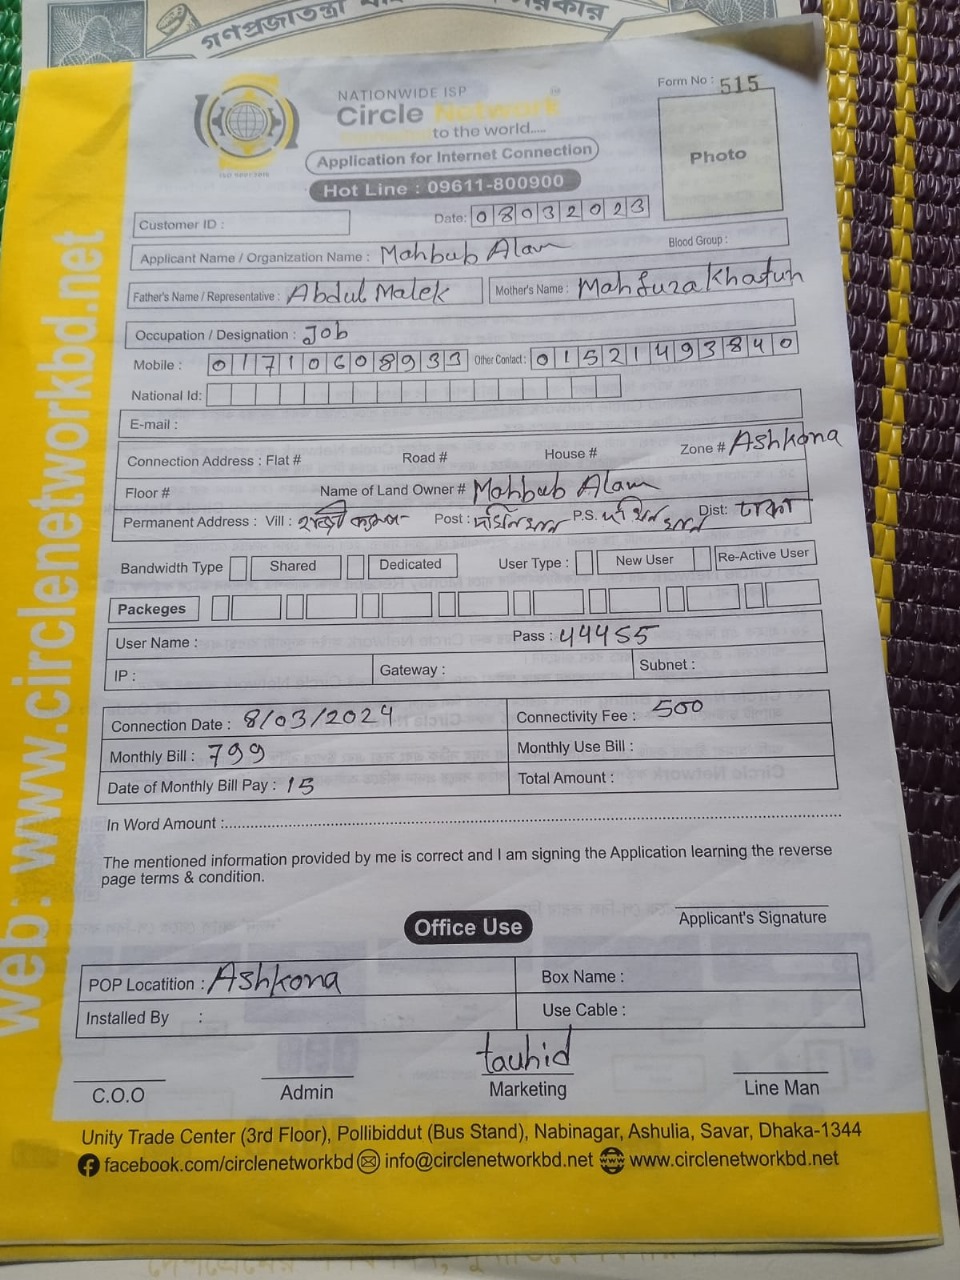 গণপ্রজাতন্ত্রী
NATIONWIDE ISP
Circle Network
to the world....
Application for Internet Connection
Hot Line : 09611-800900
Form No : 515
Photo
Customer ID :
Date: 08032023
Applicant Name / Organization Name : Mahbub Alam
Blood Group :
Father's Name / Representative : Abdul Malek
Mother's Name : Mahfuza Khatun
Occupation / Designation : Job
Mobile : 01710608933 Other Contact : 01521493840
National Id:
E-mail :
Connection Address : Flat # Road # House # Zone # Ashkona
Floor # Name of Land Owner # Mahbub Alam
Permanent Address : Vill : Post : P.S. Dist: ঢাকা
Bandwidth Type Shared Dedicated User Type : New User Re-Active User
Packeges
User Name : Pass : 44455
IP : Gateway : Subnet :
Connection Date : 8/03/2024 Connectivity Fee : 500
Monthly Bill : 799 Monthly Use Bill :
Date of Monthly Bill Pay : 15 Total Amount :
In Word Amount :
The mentioned information provided by me is correct and I am signing the Application learning the reverse
page terms & condition.
Applicant's Signature
Office Use
POP Locatition : Ashkona Box Name :
Installed By : Use Cable :
tauhid
C.O.O Admin Marketing Line Man
Unity Trade Center (3rd Floor), Pollibiddut (Bus Stand), Nabinagar, Ashulia, Savar, Dhaka-1344
facebook.com/circlenetworkbd info@circlenetworkbd.net www.circlenetworkbd.net
web: www.circlenetworkbd.net